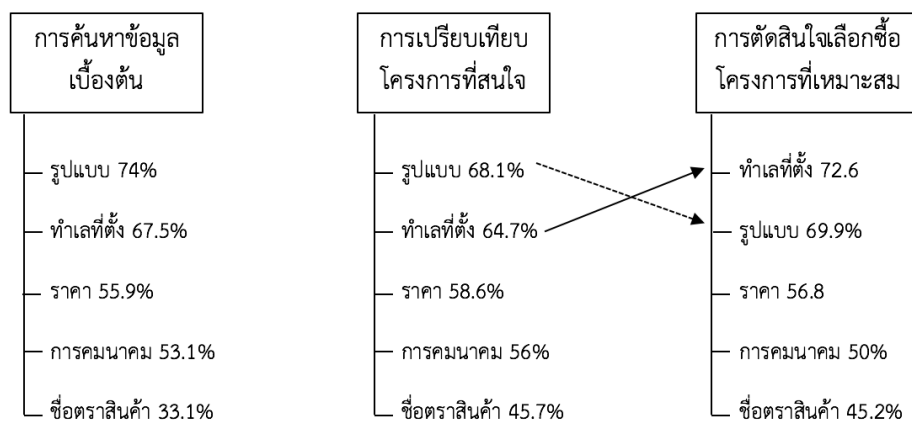 การค้นหาข้อมูล
เบื้องต้น
รูปแบบ 74%
ทำเลที่ตั้ง 67.5%
ราคา 55.9%
การคมนาคม 53.1%
ชื่อตราสินค้า 33.1%
การเปรียบเทียบ
โครงการที่สนใจ
รูปแบบ 68.1%
ทำเลที่ตั้ง 64.7%
ราคา 58.6%
การคมนาคม 56%
ชื่อตราสินค้า 45.7%
การตัดสินใจเลือกซื้อ
โครงการที่เหมาะสม
ทำเลที่ตั้ง 72.6
รูปแบบ 69.9%
ราคา 56.8
การคมนาคม 50%
ชื่อตราสินค้า 45.2%